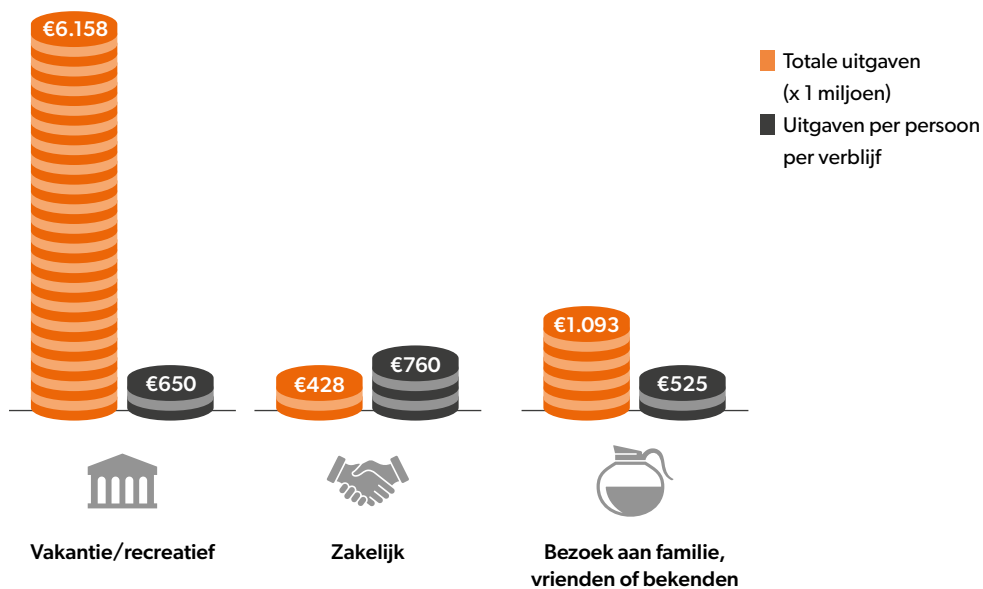 €6.158
Totale uitgaven
(x 1 miljoen)
Uitgaven per persoon
per verblijf
€650
€428
€760
€1.093
€525
Vakantie/recreatief
Zakelijk
Bezoek aan familie,
vrienden of bekenden